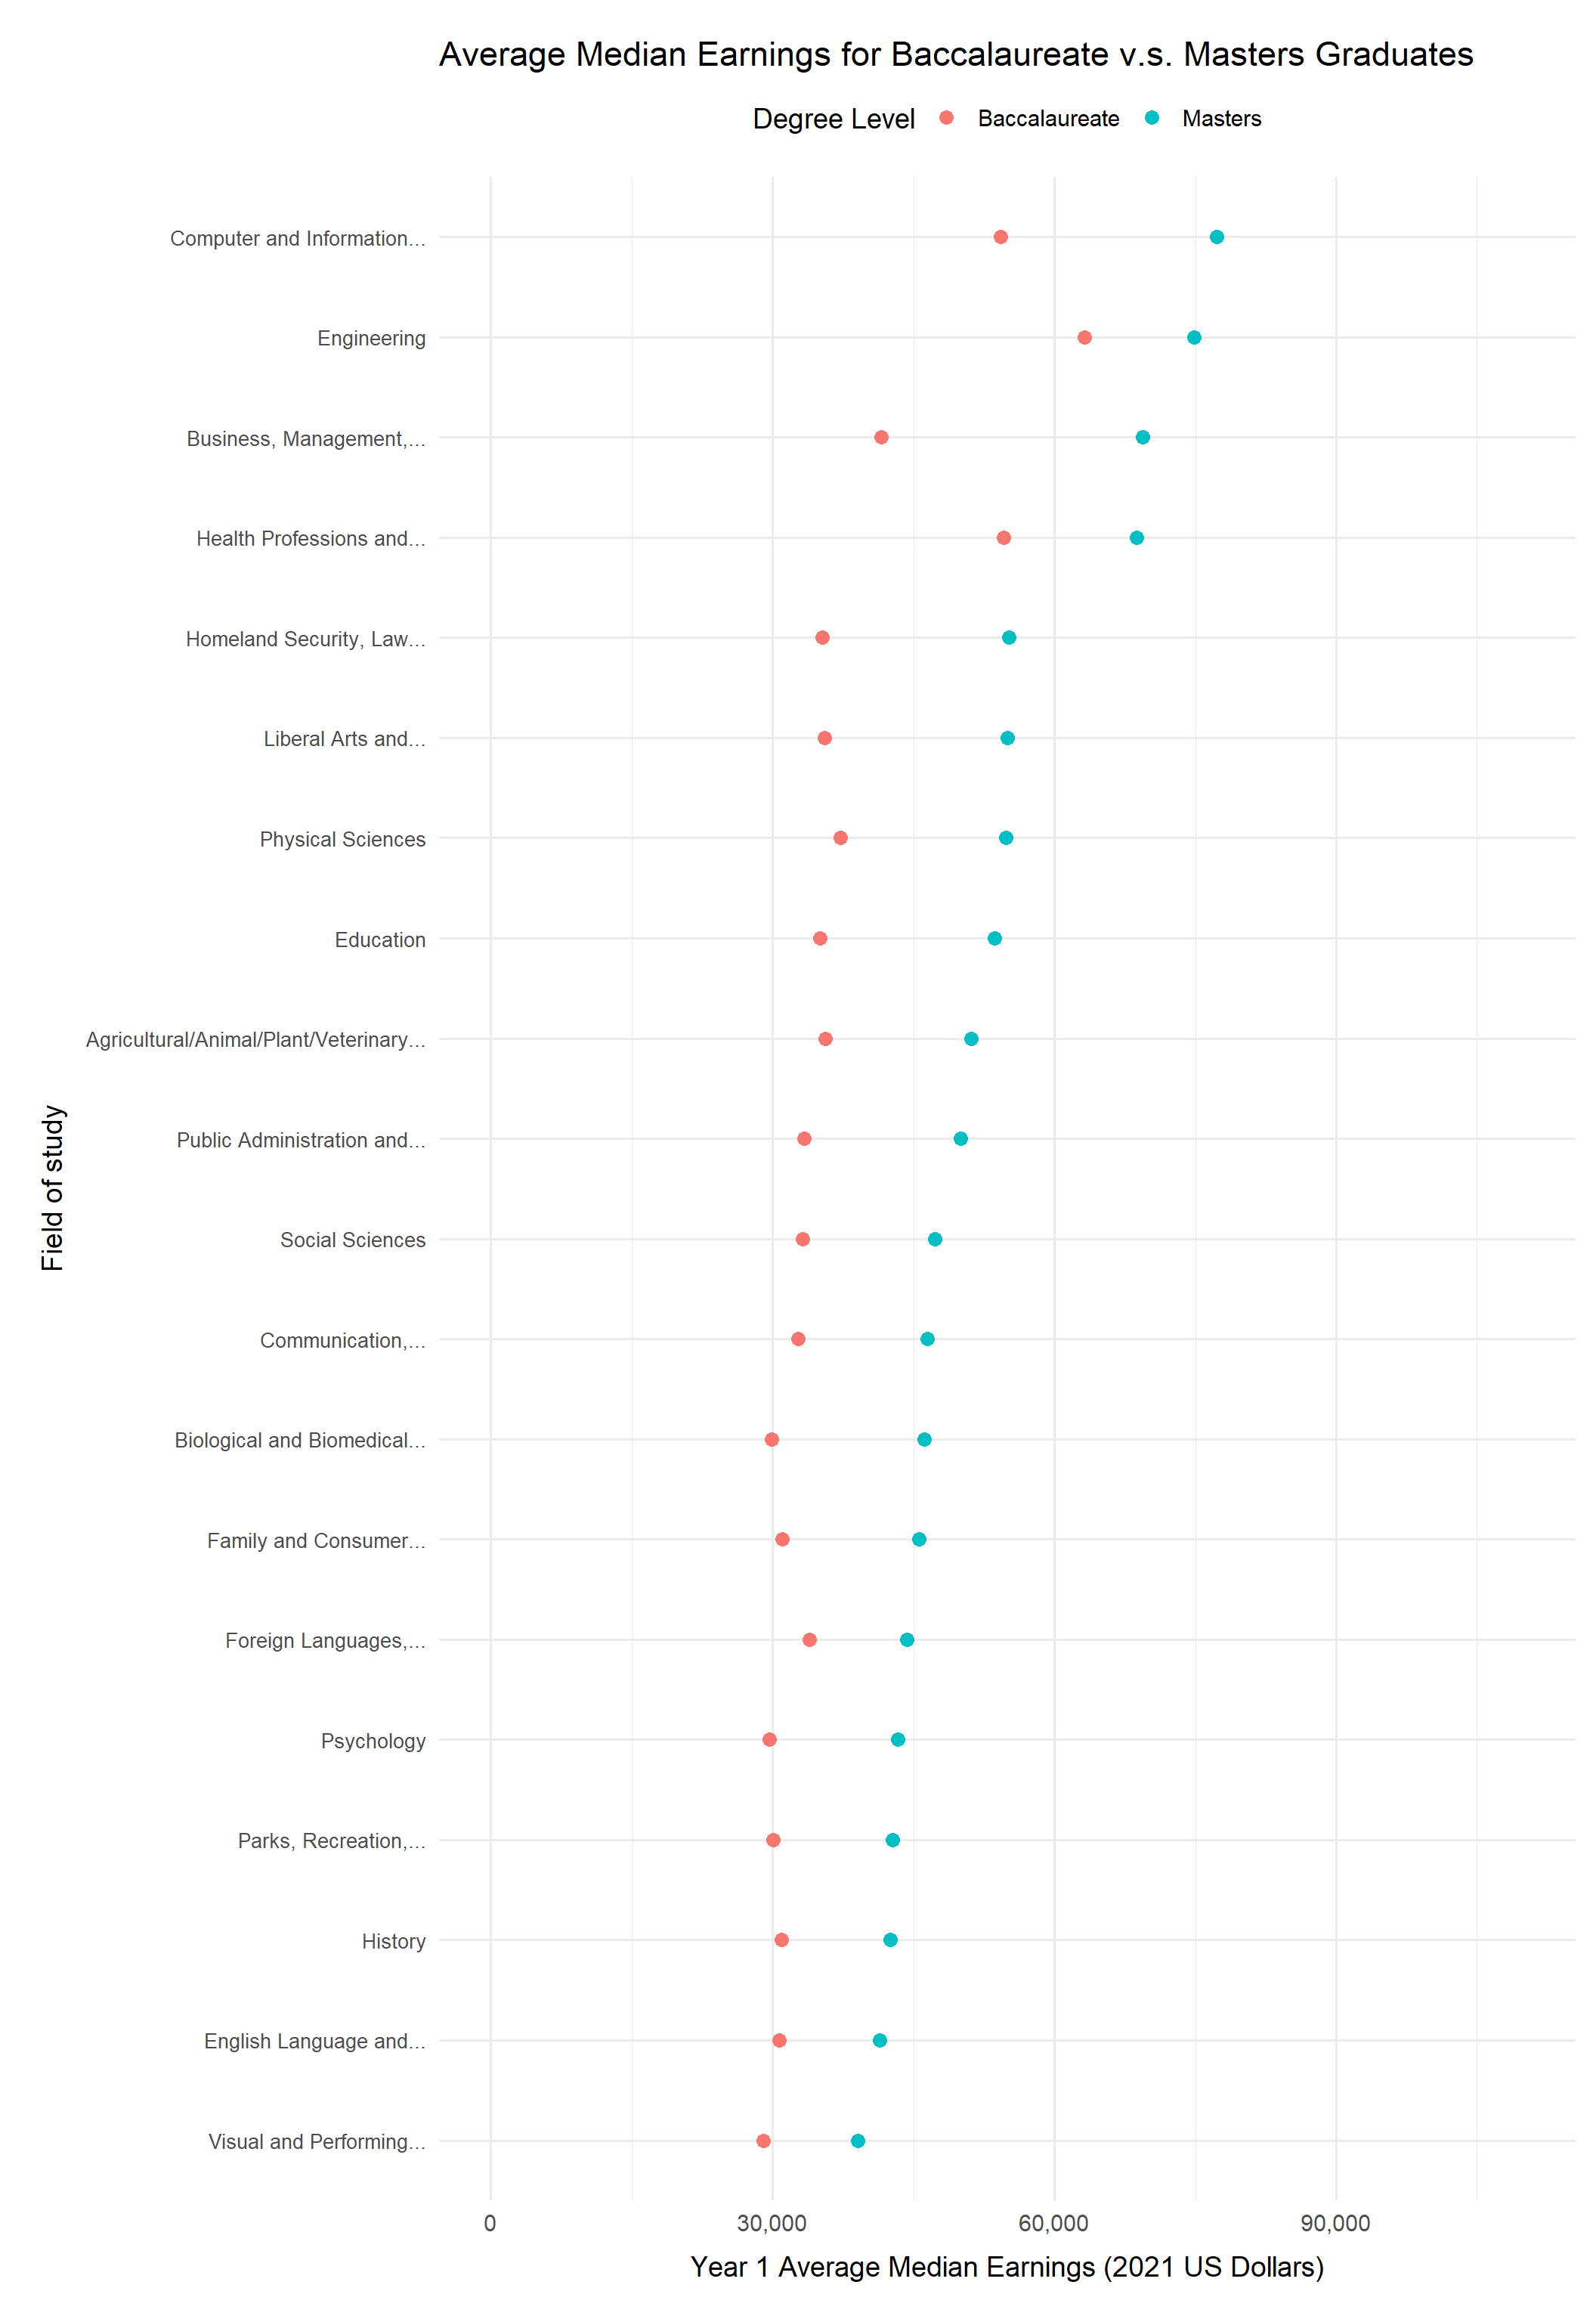 Average Median Earnings for Baccalaureate v.s. Masters Graduates
Degree Level Baccalaureate Masters
Computer and Information...
Engineering
Business, Management,...
Health Professions and...
Homeland Security, Law...
Liberal Arts and...
Physical Sciences
Education
Agricultural/Animal/Plant/Veterinary...
Public Administration and...
Social Sciences
Communication,...
Biological and Biomedical...
Family and Consumer...
Foreign Languages,...
Psychology
Parks, Recreation,...
History
English Language and...
Visual and Performing...
Field of study
0 30,000 60,000 90,000
Year 1 Average Median Earnings (2021 US Dollars)